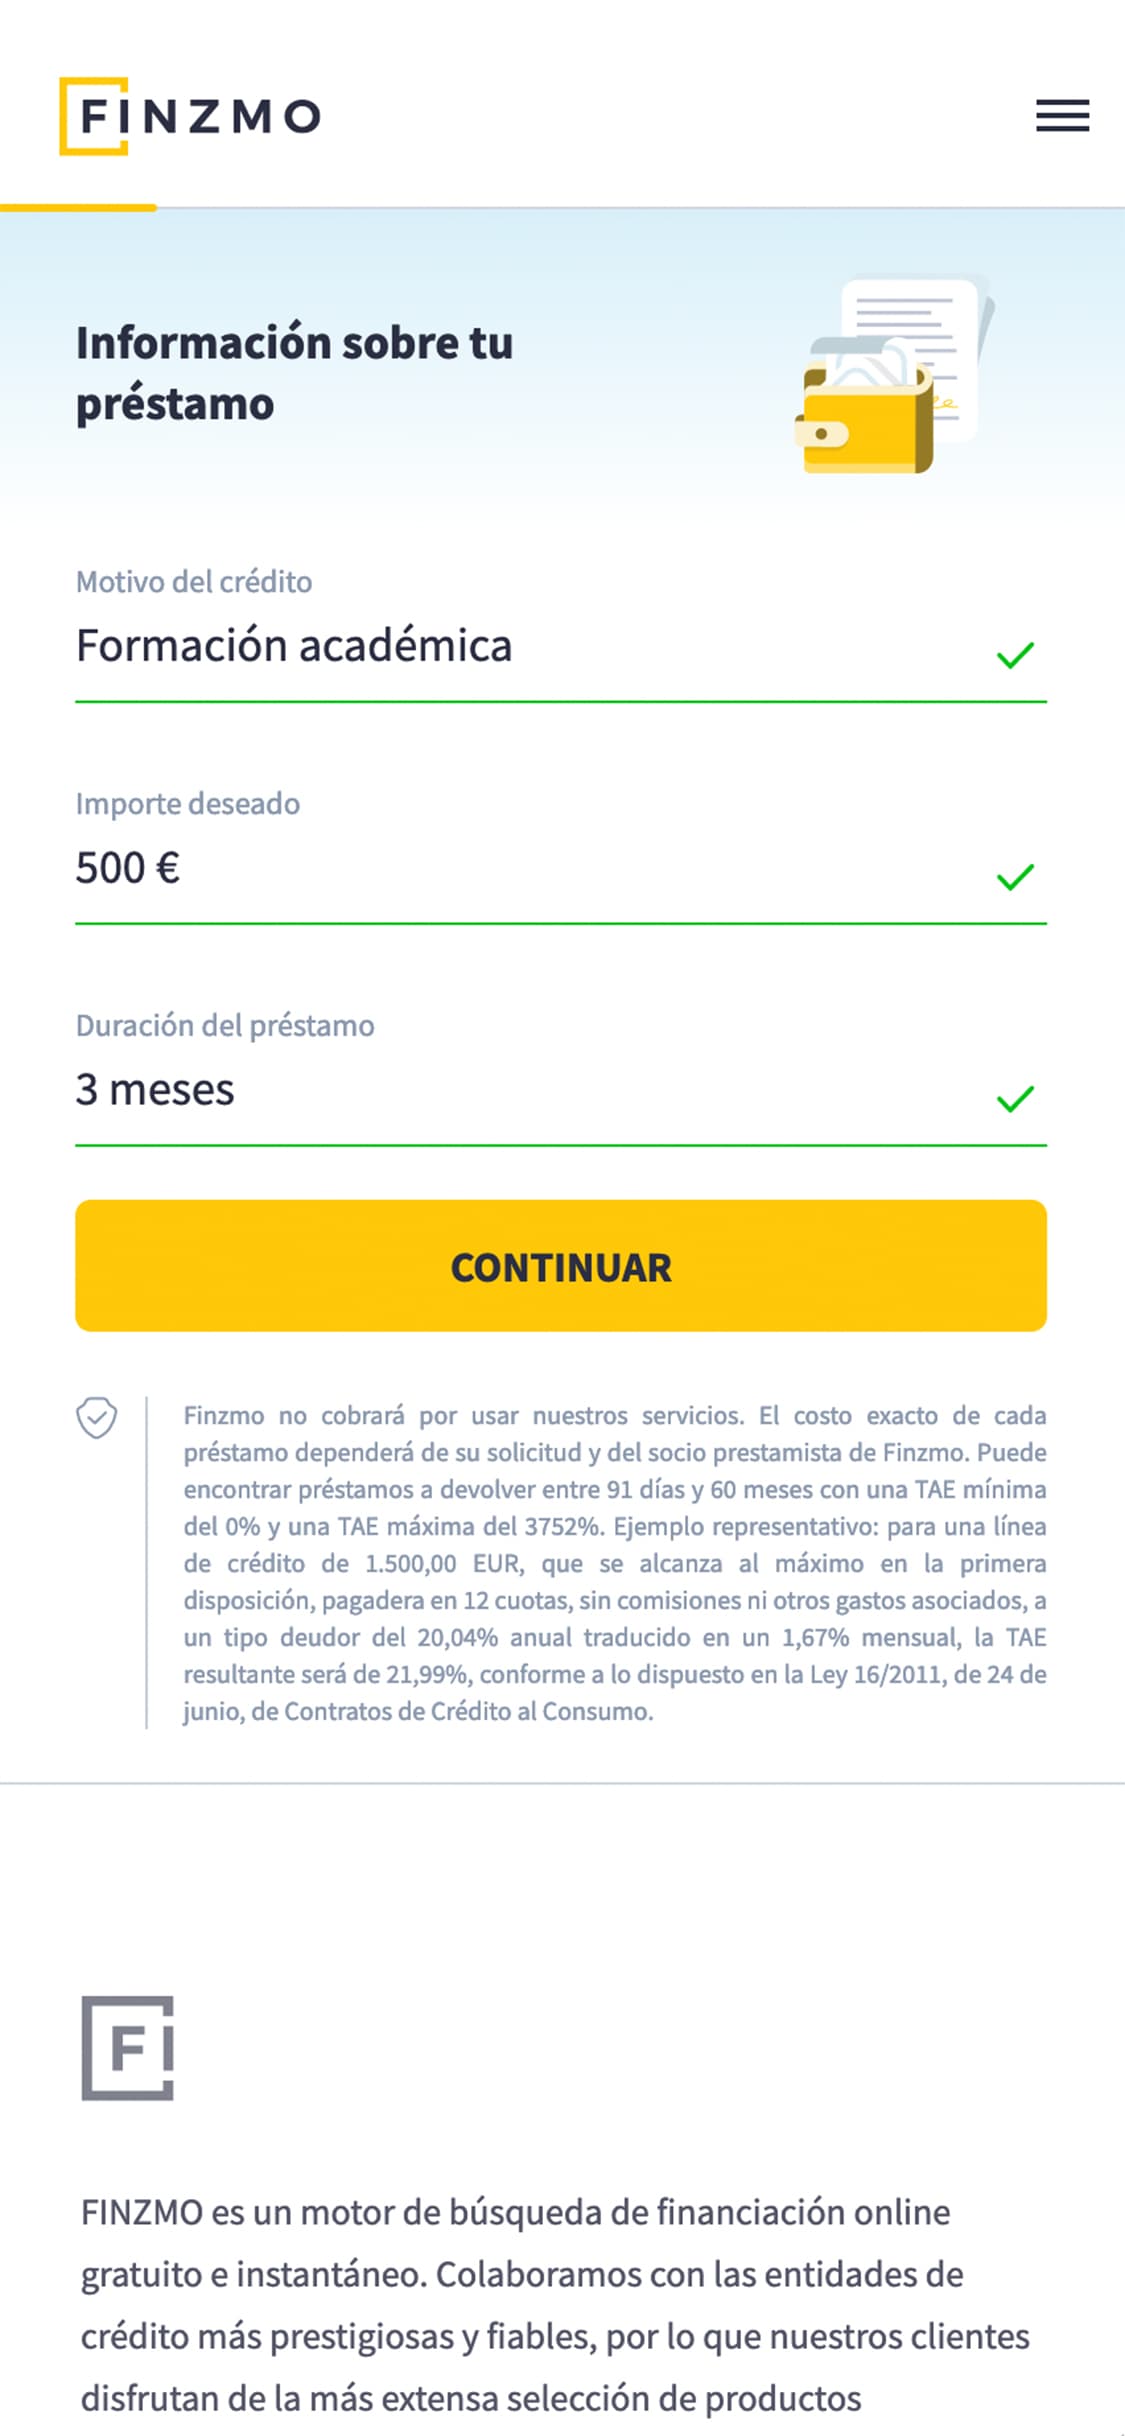 FINZMO
Información sobre tu
préstamo
Motivo del crédito
Formación académica
Importe deseado
500 €
Duración del préstamo
3 meses
CONTINUAR
Finzmo no cobrará por usar nuestros servicios. El costo exacto de cada
préstamo dependerá de su solicitud y del socio prestamista de Finzmo. Puede
encontrar préstamos a devolver entre 91 días y 60 meses con una TAE mínima
del 0% y una TAE máxima del 3752%. Ejemplo representativo: para una línea
de crédito de 1.500,00 EUR, que se alcanza al máximo en la primera
disposición, pagadera en 12 cuotas, sin comisiones ni otros gastos asociados, a
un tipo deudor del 20,04% anual traducido en un 1,67% mensual, la TAE
resultante será de 21,99%, conforme a lo dispuesto en la Ley 16/2011, de 24 de
junio, de Contratos de Crédito al Consumo.
FI
FINZMO es un motor de búsqueda de financiación online
gratuito e instantáneo. Colaboramos con las entidades de
crédito más prestigiosas y fiables, por lo que nuestros clientes
disfrutan de la más extensa selección de productos